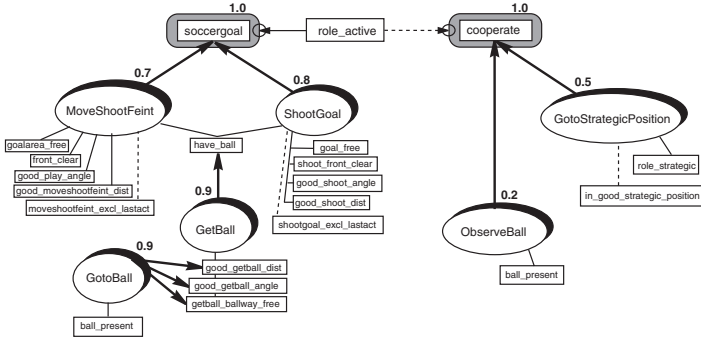 1.0
1.0
soccergoal
role_active
cooperate
0.7
0.8
0.5
MoveShootFeint
ShootGoal
GotoStrategicPosition
goalarea_free
front_clear
good_play_angle
good_moveshootfeint_dist
moveshootfeint_excl_lastact
have_ball
goal_free
shoot_front_clear
good_shoot_angle
good_shoot_dist
shootgoal_excl_lastact
role_strategic
in_good_strategic_position
0.9
0.2
GetBall
ObserveBall
0.9
GotoBall
good_getball_dist
good_getball_angle
getball_ballway_free
ball_present
ball_present